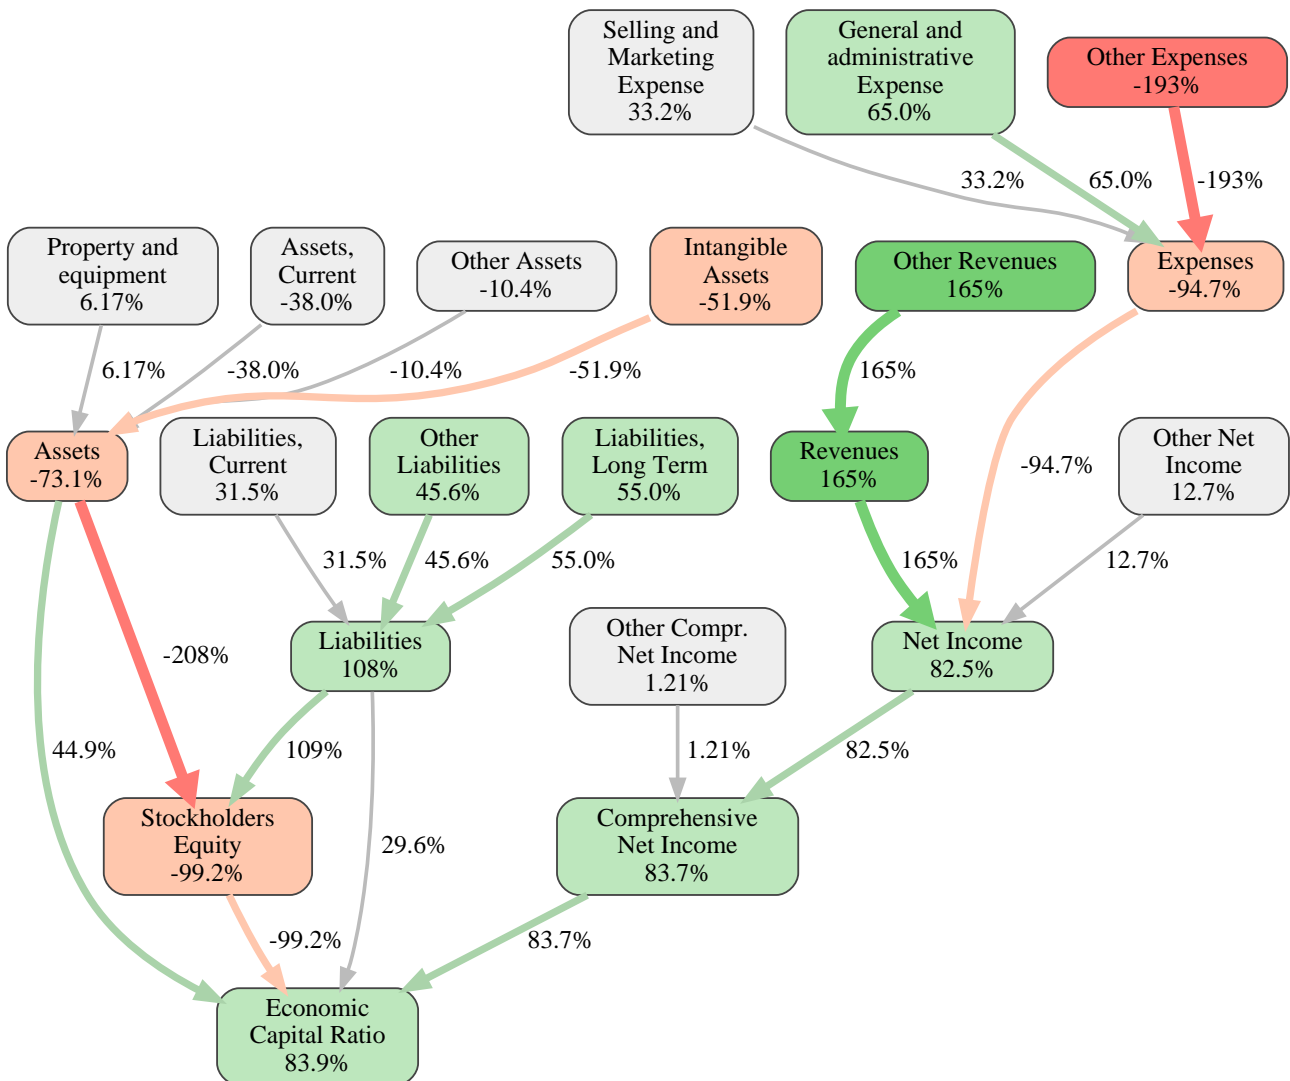 Selling and
Marketing
Expense
33.2%
General and
administrative
Expense
65.0%
Other Expenses
-193%
33.2%
65.0%
-193%
Property and
equipment
6.17%
Assets,
Current
-38.0%
Other Assets
-10.4%
Intangible
Assets
-51.9%
Other Revenues
165%
Expenses
-94.7%
6.17%
-38.0%
-10.4%
-51.9%
165%
Assets
-73.1%
Liabilities,
Current
31.5%
Other
Liabilities
45.6%
Liabilities,
Long Term
55.0%
Revenues
165%
-94.7%
Other Net
Income
12.7%
31.5%
45.6%
55.0%
165%
12.7%
-208%
Liabilities
108%
Other Compr.
Net Income
1.21%
Net Income
82.5%
44.9%
109%
1.21%
82.5%
Stockholders
Equity
-99.2%
29.6%
Comprehensive
Net Income
83.7%
-99.2%
83.7%
Economic
Capital Ratio
83.9%